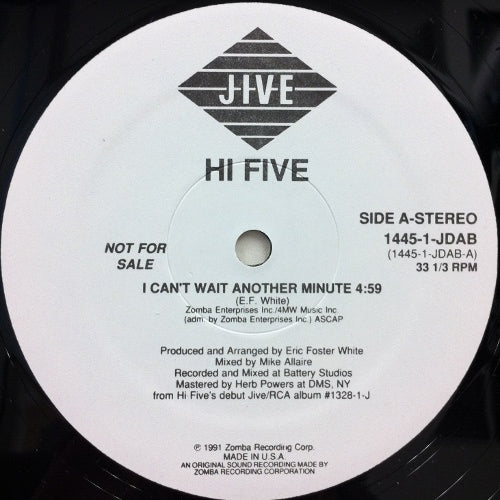 JIVE
HI FIVE
SIDE A-STEREO
1445-1-JDAB
(1445-1-JDAB-A)
33 1/3 RPM
NOT FOR
SALE
I CAN'T WAIT ANOTHER MINUTE 4:59
(E.F. White)
Zomba Enterprises Inc./4MW Music Inc.
(adm. by Zomba Enterprises Inc.) ASCAP
Produced and Arranged by Eric Foster White
Mixed by Mike Allaire
Recorded and Mixed at Battery Studios
Mastered by Herb Powers at DMS, NY
from Hi Five's debut Jive/RCA album #1328-1-J
℗ 1991 Zomba Recording Corp.
MADE IN U.S.A.
AN ORIGINAL SOUND RECORDING MADE BY
ZOMBA RECORDING CORPORATION